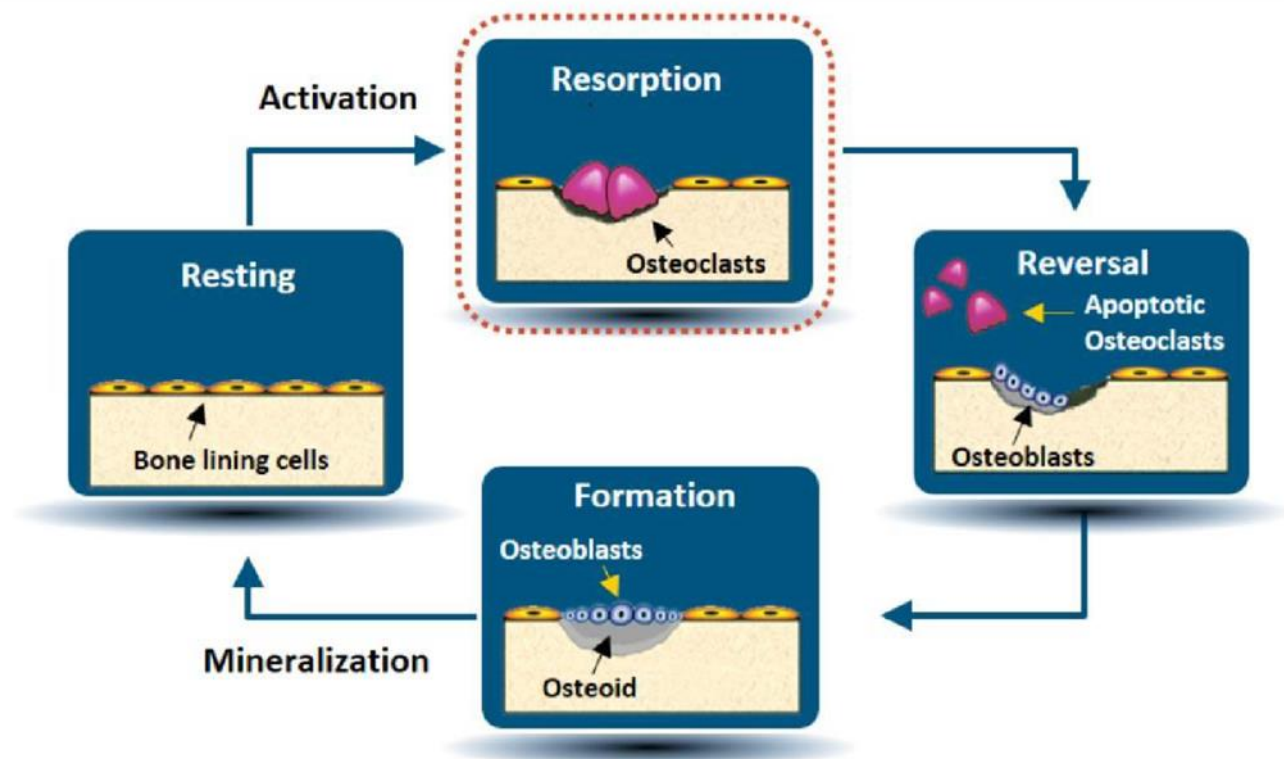 Resorption
Activation
Osteoclasts
Resting
Bone lining cells
Reversal
Apoptotic
Osteoclasts
Osteoblasts
Formation
Osteoblasts
Osteoid
Mineralization